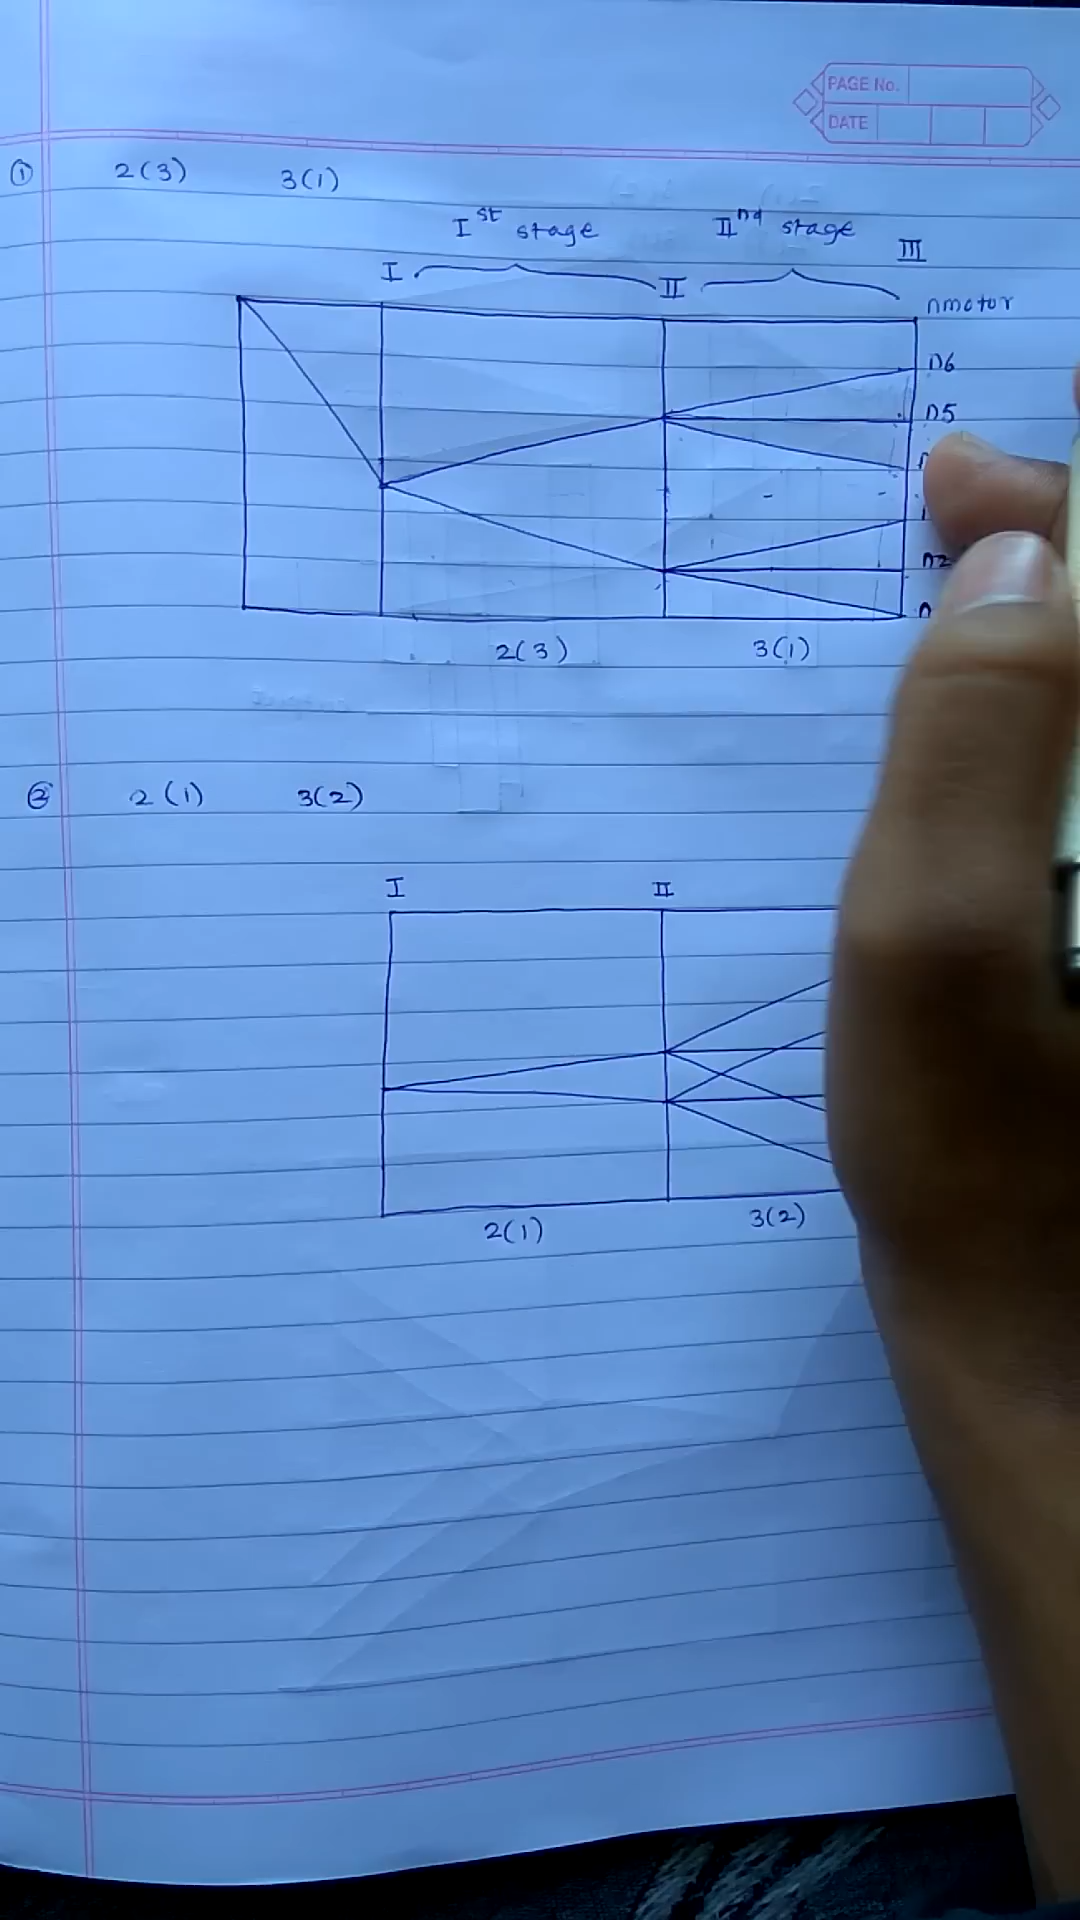 PAGE No.
DATE
① 2(3) 3(1)
Iˢᵗ stage IIⁿᵈ stage
I II III
nmotor
n6
n5
n2
n
2(3) 3(1)
② 2(1) 3(2)
I II
2(1) 3(2)